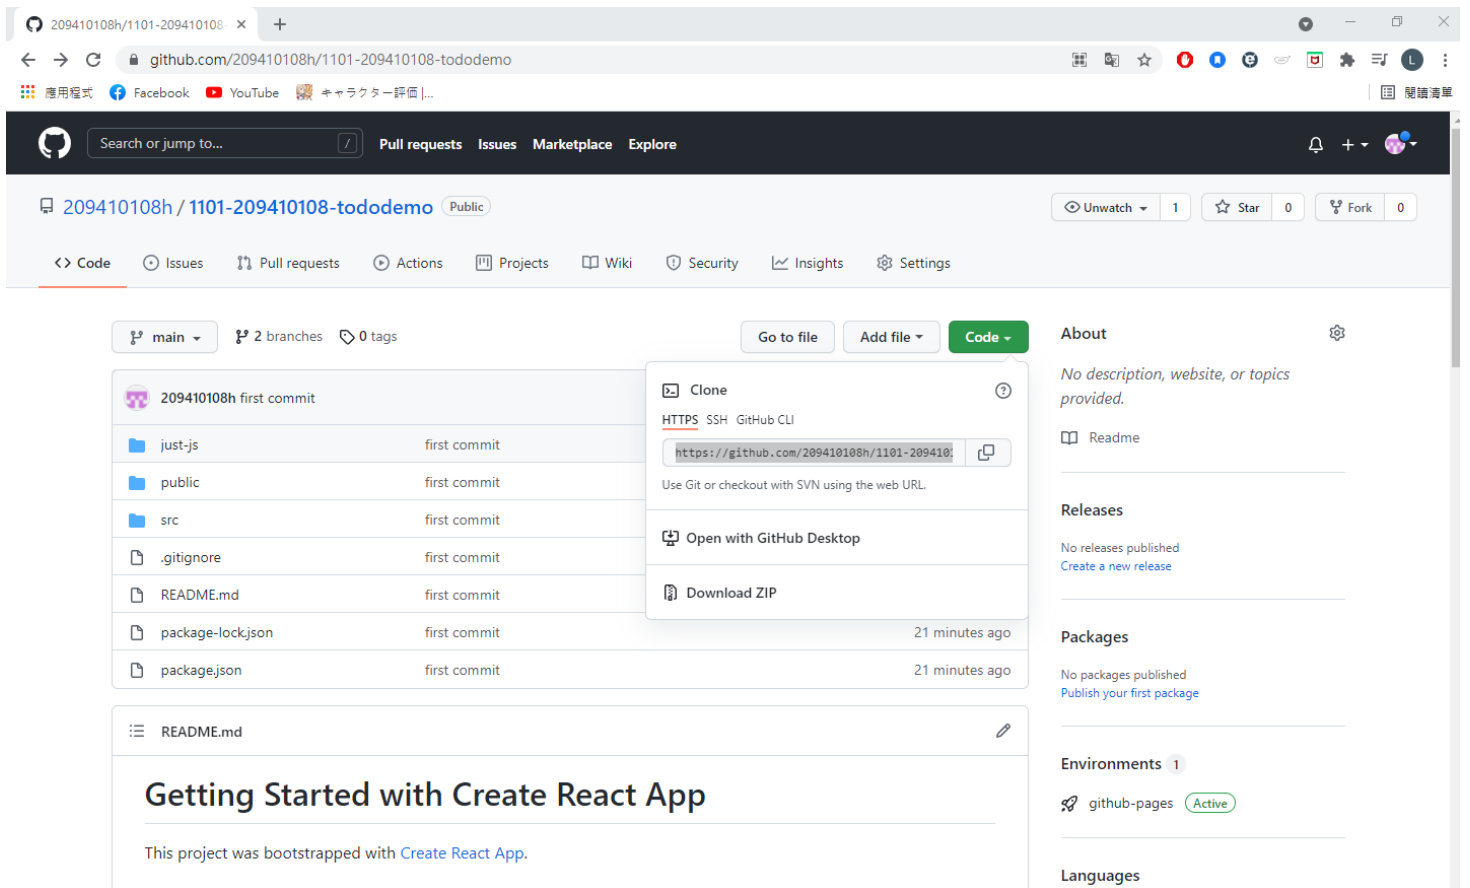 209410108h/1101-209410108-
github.com/209410108h/1101-209410108-tododemo
應用程式 Facebook YouTube キャラクター評価 |... 閱讀清單
Search or jump to... / Pull requests Issues Marketplace Explore
209410108h / 1101-209410108-tododemo Public Unwatch 1 Star 0 Fork 0
Code Issues Pull requests Actions Projects Wiki Security Insights Settings
main 2 branches 0 tags Go to file Add file Code
209410108h first commit
just-js first commit
public first commit
src first commit
.gitignore first commit
README.md first commit
package-lock.json first commit 21 minutes ago
package.json first commit 21 minutes ago
Clone
HTTPS SSH GitHub CLI
https://github.com/209410108h/1101-209410
Use Git or checkout with SVN using the web URL.
Open with GitHub Desktop
Download ZIP
README.md
Getting Started with Create React App
This project was bootstrapped with Create React App.
About
No description, website, or topics
provided.
Readme
Releases
No releases published
Create a new release
Packages
No packages published
Publish your first package
Environments 1
github-pages Active
Languages